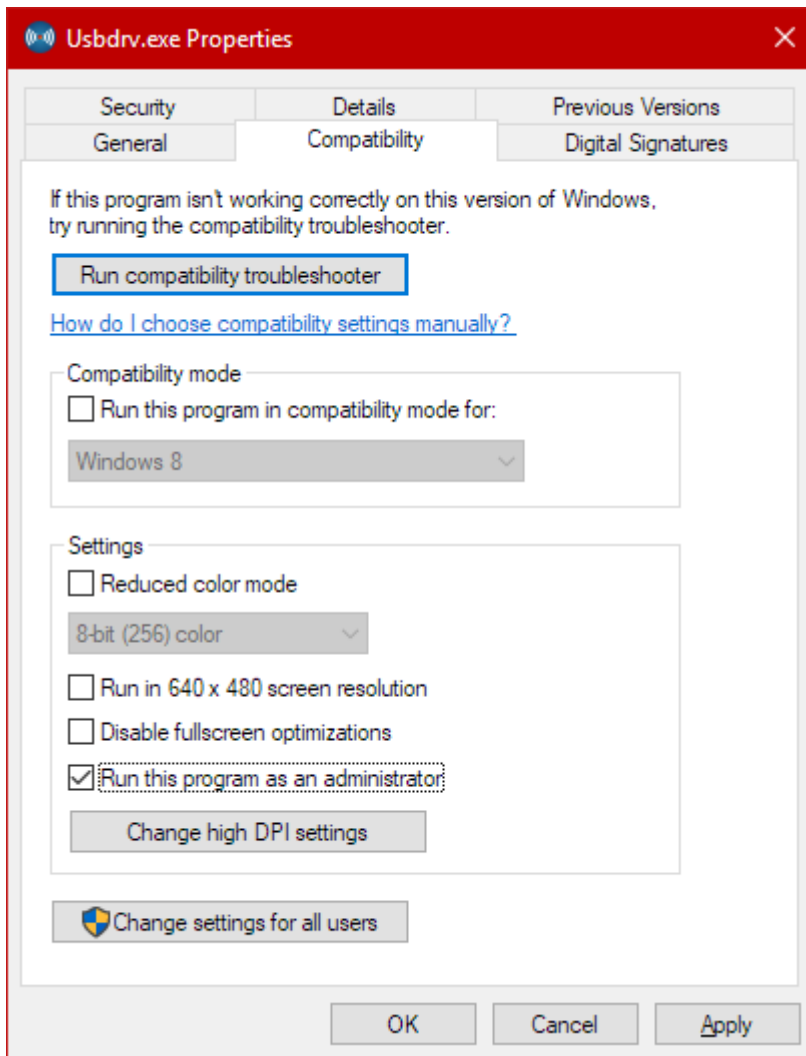 Usbdrv.exe Properties
Security Details Previous Versions
General Compatibility Digital Signatures
If this program isn't working correctly on this version of Windows,
try running the compatibility troubleshooter.
Run compatibility troubleshooter
How do I choose compatibility settings manually?
Compatibility mode
Run this program in compatibility mode for:
Windows 8
Settings
Reduced color mode
8-bit (256) color
Run in 640 x 480 screen resolution
Disable fullscreen optimizations
Run this program as an administrator
Change high DPI settings
Change settings for all users
OK Cancel Apply